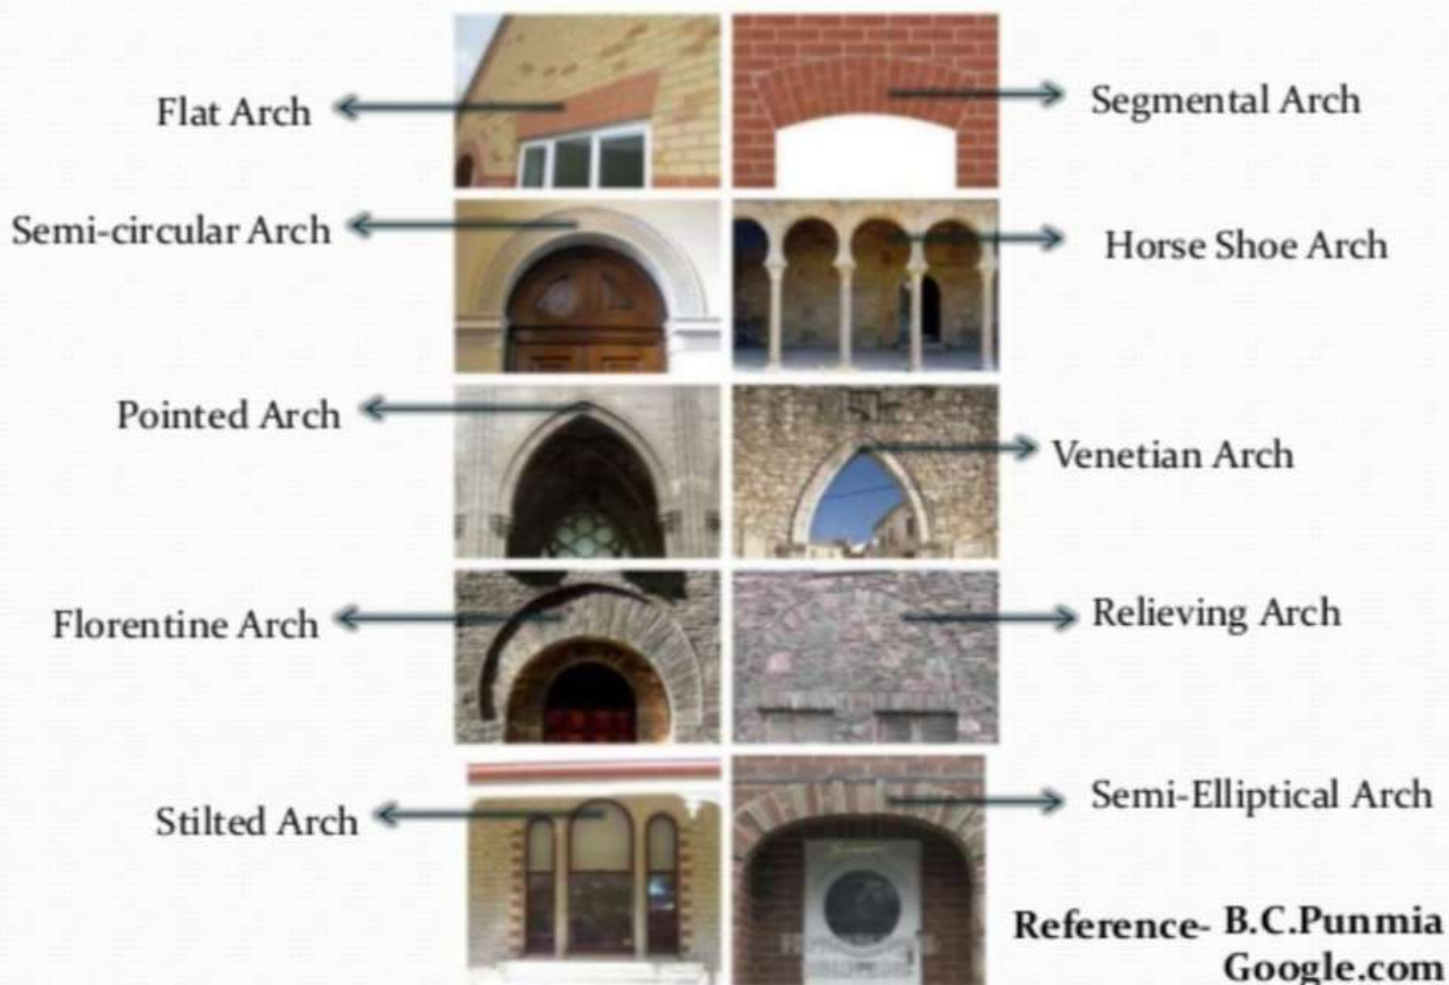 Flat Arch
Segmental Arch
Semi-circular Arch
Horse Shoe Arch
Pointed Arch
Venetian Arch
Florentine Arch
Relieving Arch
Stilted Arch
Semi-Elliptical Arch
Reference- B.C.Punmia
Google.com